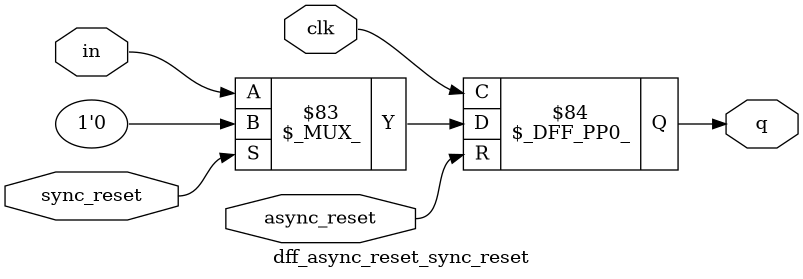 in
clk
1'0
sync_reset
A
B
S
$83
$_MUX_
Y
async_reset
C
D
R
$84
$_DFF_PP0_
Q
q
dff_async_reset_sync_reset